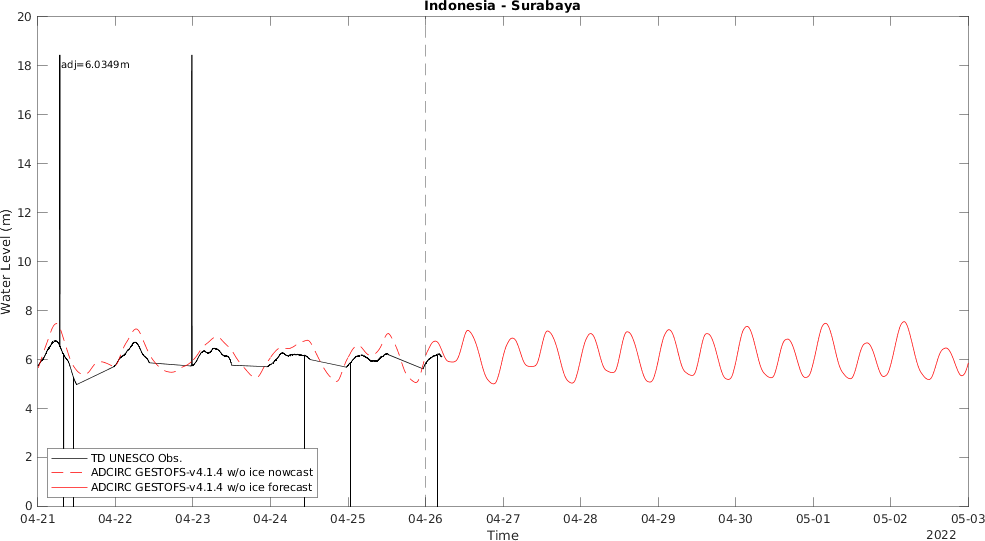 Indonesia - Surabaya
20
18
16
14
12
10
8
6
4
2
0
Water Level (m)
adj=6.0349m
TD UNESCO Obs.
ADCIRC GESTOFS-v4.1.4 w/o ice nowcast
ADCIRC GESTOFS-v4.1.4 w/o ice forecast
04-21 04-22 04-23 04-24 04-25 04-26 04-27 04-28 04-29 04-30 05-01 05-02 05-03
Time
2022